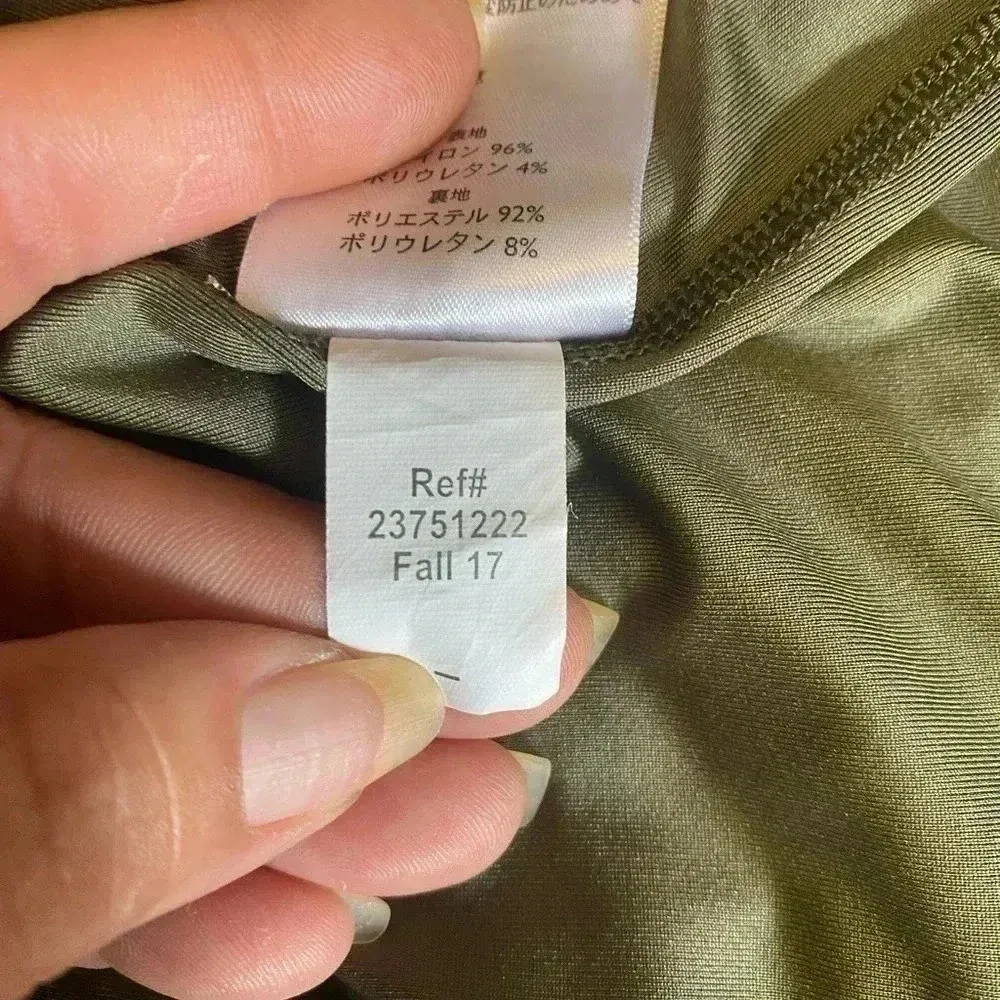 表地
イロン 96%
ポリウレタン 4%
裏地
ポリエステル 92%
ポリウレタン 8%
Ref#
23751222
Fall 17